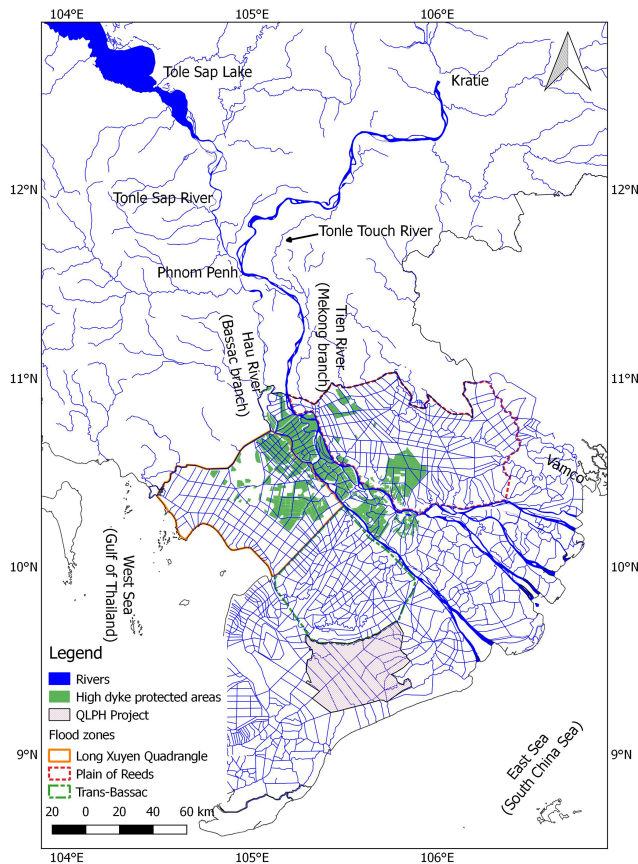 104°E 105°E 106°E
Tole Sap Lake
Kratie
12°N 12°N
Tonle Sap River
Tonle Touch River
Phnom Penh
Tien River
(Mekong branch)
Hau River
(Bassac branch)
11°N 11°N
Vamco
10°N 10°N
West Sea
(Gulf of Thailand)
Legend
Rivers
High dyke protected areas
QLPH Project
Flood zones
Long Xuyen Quadrangle
Plain of Reeds
Trans-Bassac
9°N 9°N
East Sea
(South China Sea)
20 0 20 40 60 km
104°E 105°E 106°E